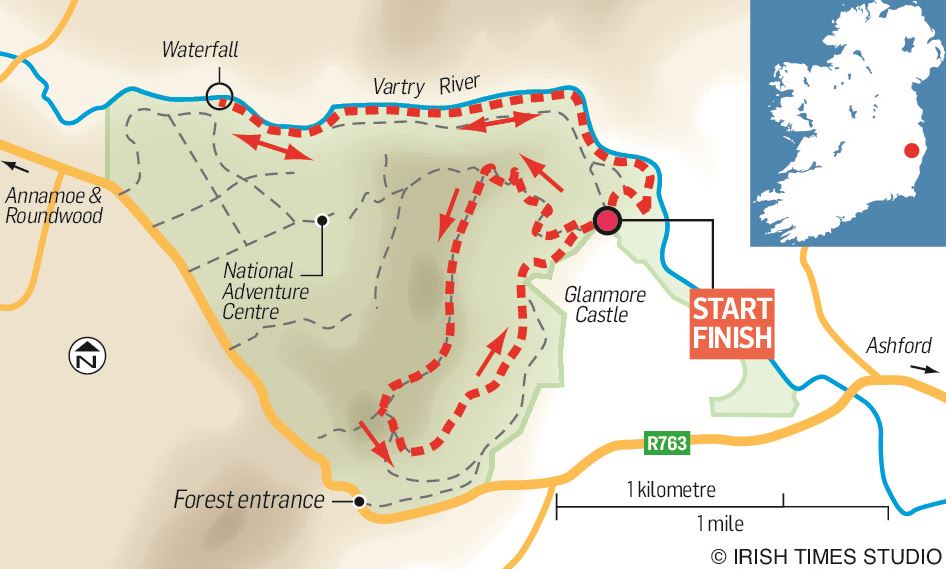 Waterfall
Vartry River
Annamoe &
Roundwood
National
Adventure
Centre
Glanmore
Castle
START
FINISH
Ashford
N
R763
Forest entrance
1 kilometre
1 mile
© IRISH TIMES STUDIO